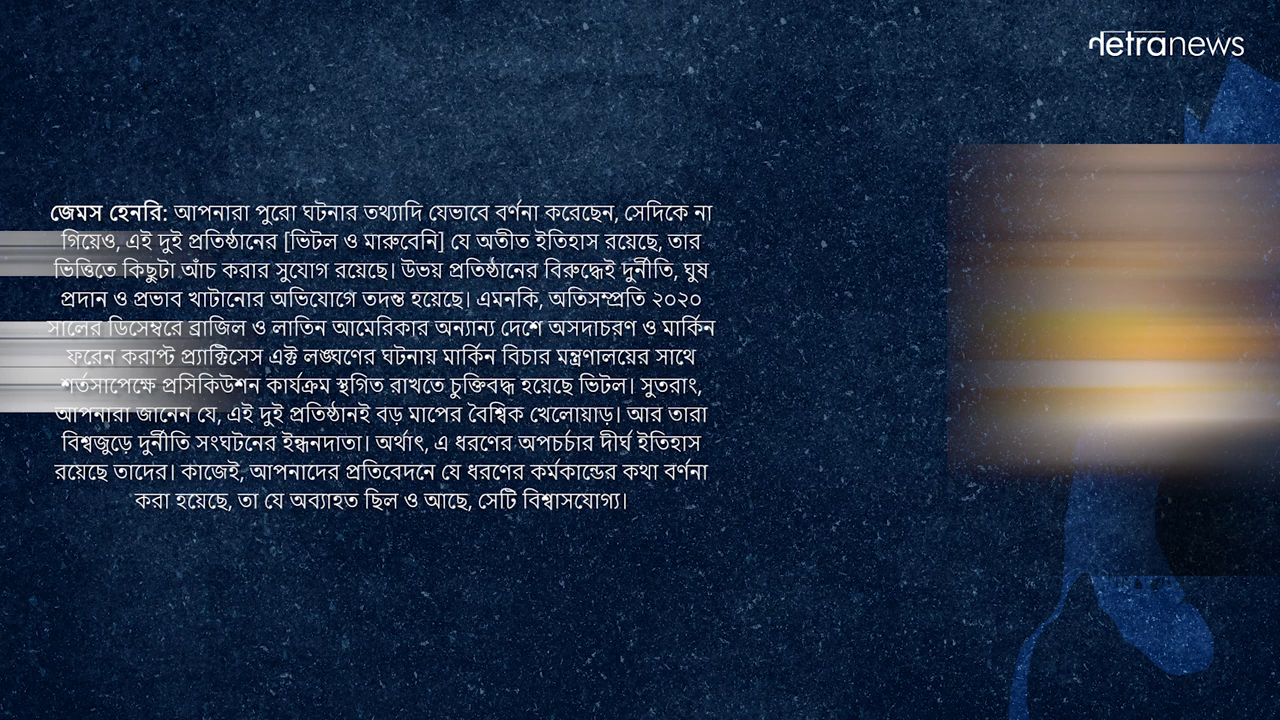 netranews
জেমস হেনরি: আপনারা পুরো ঘটনার তথ্যাদি যেভাবে বর্ণনা করেছেন, সেদিকে না
গিয়েও, এই দুই প্রতিষ্ঠানের [ভিটল ও মারুবেনি] যে অতীত ইতিহাস রয়েছে, তার
ভিত্তিতে কিছুটা আঁচ করার সুযোগ রয়েছে। উভয় প্রতিষ্ঠানের বিরুদ্ধেই দুর্নীতি, ঘুষ
প্রদান ও প্রভাব খাটানোর অভিযোগে তদন্ত হয়েছে। এমনকি, অতিসম্প্রতি ২০২০
সালের ডিসেম্বরে ব্রাজিল ও লাতিন আমেরিকার অন্যান্য দেশে অসদাচরণ ও মার্কিন
ফরেন করাপ্ট প্র্যাক্টিসেস এক্ট লঙ্ঘণের ঘটনায় মার্কিন বিচার মন্ত্রণালয়ের সাথে
শর্তসাপেক্ষে প্রসিকিউশন কার্যক্রম স্থগিত রাখতে চুক্তিবদ্ধ হয়েছে ভিটল। সুতরাং,
আপনারা জানেন যে, এই দুই প্রতিষ্ঠানই বড় মাপের বৈশ্বিক খেলোয়াড়। আর তারা
বিশ্বজুড়ে দুর্নীতি সংঘটনের ইন্ধনদাতা। অর্থাৎ, এ ধরণের অপচর্চার দীর্ঘ ইতিহাস
রয়েছে তাদের। কাজেই, আপনাদের প্রতিবেদনে যে ধরণের কর্মকান্ডের কথা বর্ণনা
করা হয়েছে, তা যে অব্যাহত ছিল ও আছে, সেটি বিশ্বাসযোগ্য।